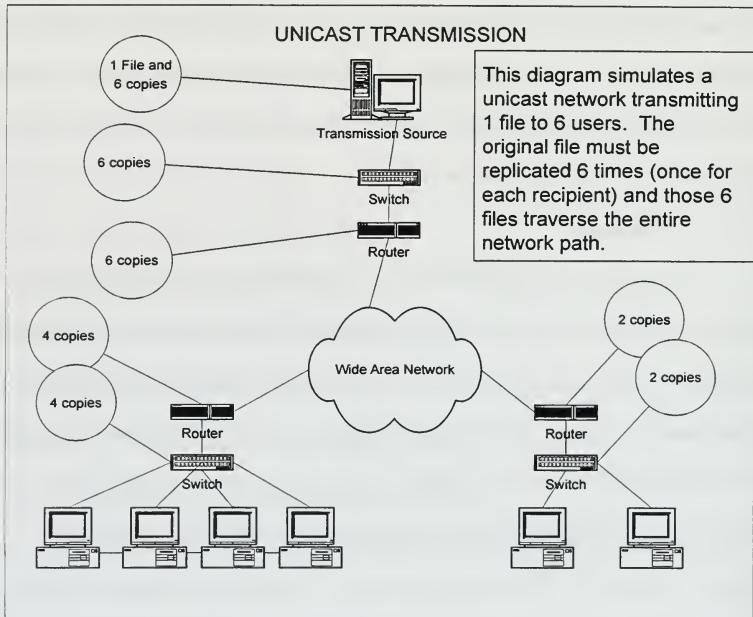 UNICAST TRANSMISSION
1 File and
6 copies
Transmission Source
This diagram simulates a
unicast network transmitting
1 file to 6 users. The
original file must be
replicated 6 times (once for
each recipient) and those 6
files traverse the entire
network path.
6 copies
Switch
6 copies
Router
4 copies
4 copies
Wide Area Network
2 copies
2 copies
Router
Switch
Router
Switch